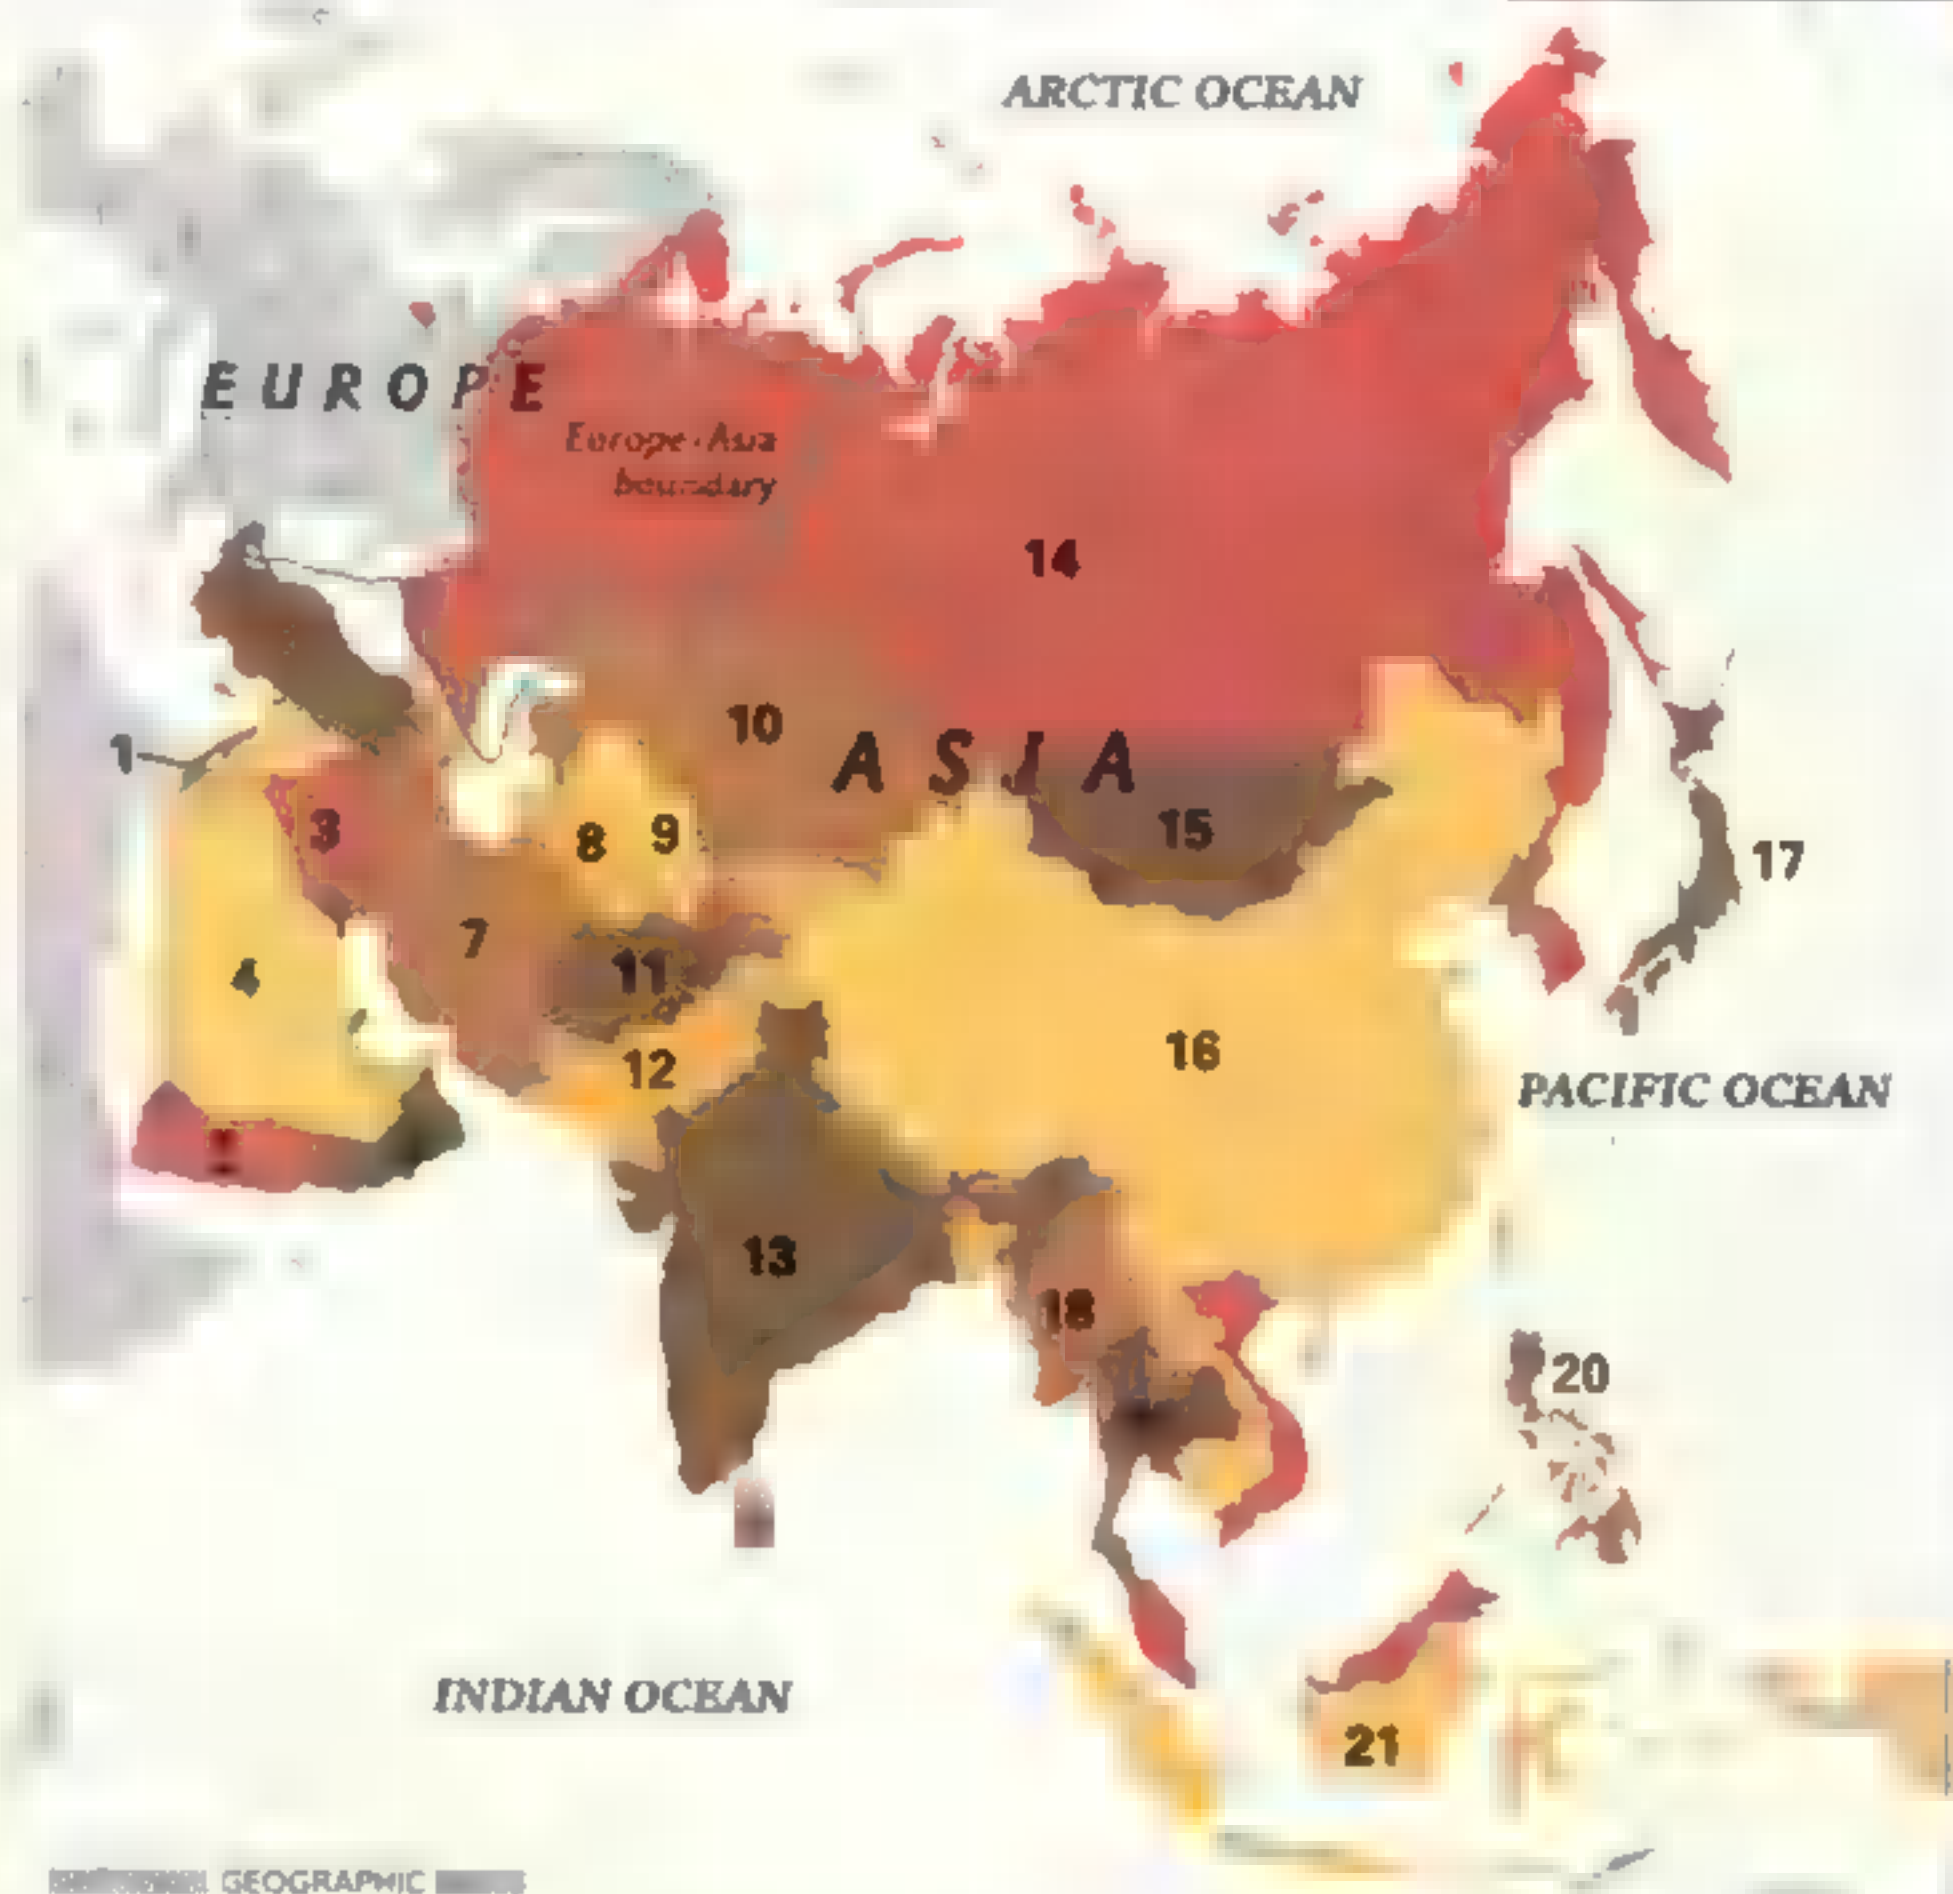 ARCTIC OCEAN
EUROPE
Europe-Asia
boundary
14
10
ASIA
1
3
8
9
15
17
7
11
4
12
16
PACIFIC OCEAN
13
18
20
INDIAN OCEAN
21
GEOGRAPHIC